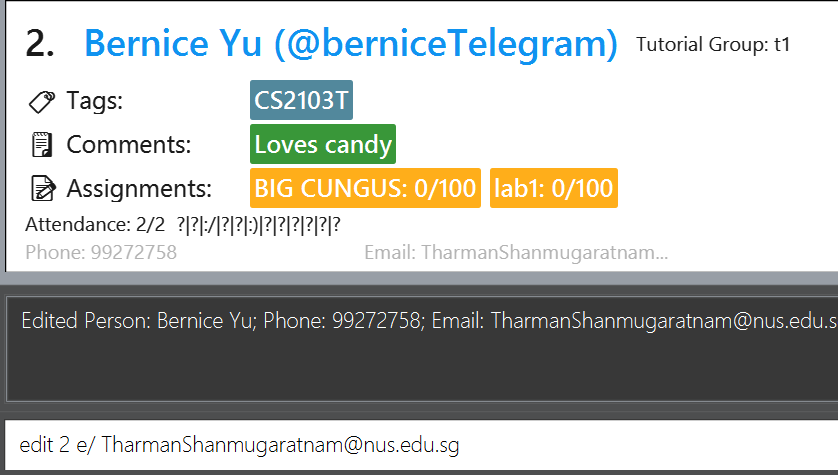 2. Bernice Yu (@berniceTelegram) Tutorial Group: t1
Tags: CS2103T
Comments: Loves candy
Assignments: BIG CUNGUS: 0/100 lab1: 0/100
Attendance: 2/2 ?|?|:/|?|?|:)|?|?|?|?|?|?
Phone: 99272758 Email: TharmanShanmugaratnam...
Edited Person: Bernice Yu; Phone: 99272758; Email: TharmanShanmugaratnam@nus.edu.s
edit 2 e/ TharmanShanmugaratnam@nus.edu.sg